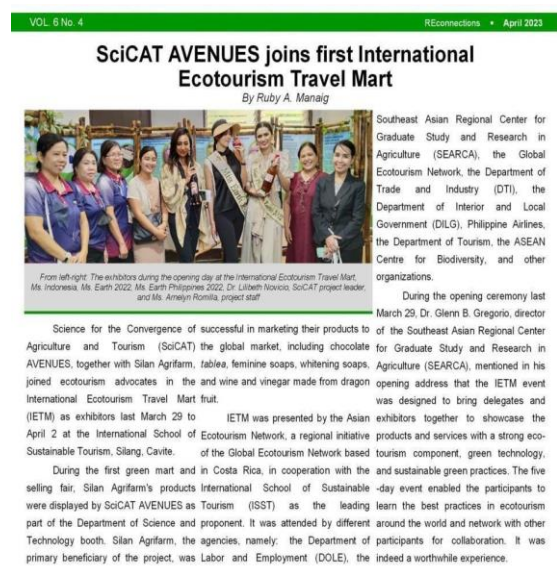 VOL. 6 No. 4
REconnections • April 2023
SciCAT AVENUES joins first International
Ecotourism Travel Mart
By Ruby A. Manaig
From left-right: The exhibitors during the opening day at the International Ecotourism Travel Mart,
Ms. Indonesia, Ms. Earth 2022, Ms. Earth Philippines 2022, Dr. Lilibeth Novicio, SciCAT project leader,
and Ms. Amelyn Romilla, project staff
Science for the Convergence of
Agriculture and Tourism (SciCAT)
AVENUES, together with Silan Agrifarm,
joined ecotourism advocates in the
International Ecotourism Travel Mart
(IETM) as exhibitors last March 29 to
April 2 at the International School of
Sustainable Tourism, Silang, Cavite.
During the first green mart and
selling fair, Silan Agrifarm's products
were displayed by SciCAT AVENUES as
part of the Department of Science and
Technology booth. Silan Agrifarm, the
primary beneficiary of the project, was
successful in marketing their products to
the global market, including chocolate
tablea, feminine soaps, whitening soaps,
and wine and vinegar made from dragon
fruit.
IETM was presented by the Asian
Ecotourism Network, a regional initiative
of the Global Ecotourism Network based
in Costa Rica, in cooperation with the
International School of Sustainable
Tourism (ISST) as the leading
proponent. It was attended by different
agencies, namely: the Department of
Labor and Employment (DOLE), the
Southeast Asian Regional Center for
Graduate Study and Research in
Agriculture (SEARCA), the Global
Ecotourism Network, the Department of
Trade and Industry (DTI), the
Department of Interior and Local
Government (DILG), Philippine Airlines,
the Department of Tourism, the ASEAN
Centre for Biodiversity, and other
organizations.
During the opening ceremony last
March 29, Dr. Glenn B. Gregorio, director
of the Southeast Asian Regional Center
for Graduate Study and Research in
Agriculture (SEARCA), mentioned in his
opening address that the IETM event
was designed to bring delegates and
exhibitors together to showcase the
products and services with a strong eco-
tourism component, green technology,
and sustainable green practices. The five
-day event enabled the participants to
learn the best practices in ecotourism
around the world and network with other
participants for collaboration. It was
indeed a worthwhile experience.